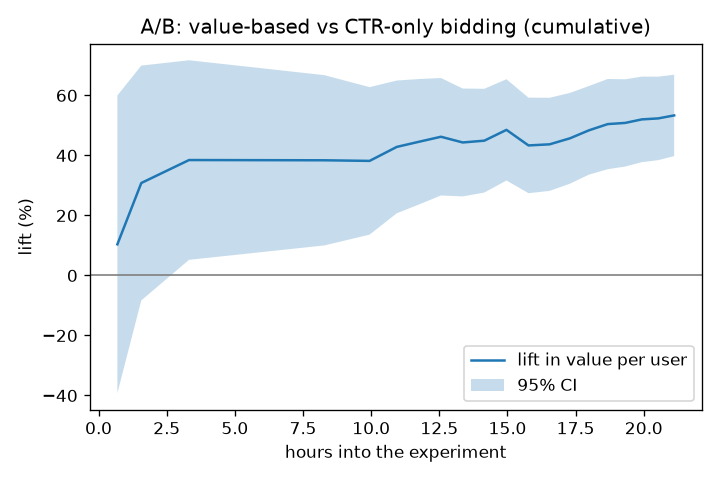 A/B: value-based vs CTR-only bidding (cumulative)
lift (%)
60
40
20
0
−20
−40
lift in value per user
95% CI
0.0 2.5 5.0 7.5 10.0 12.5 15.0 17.5 20.0
hours into the experiment